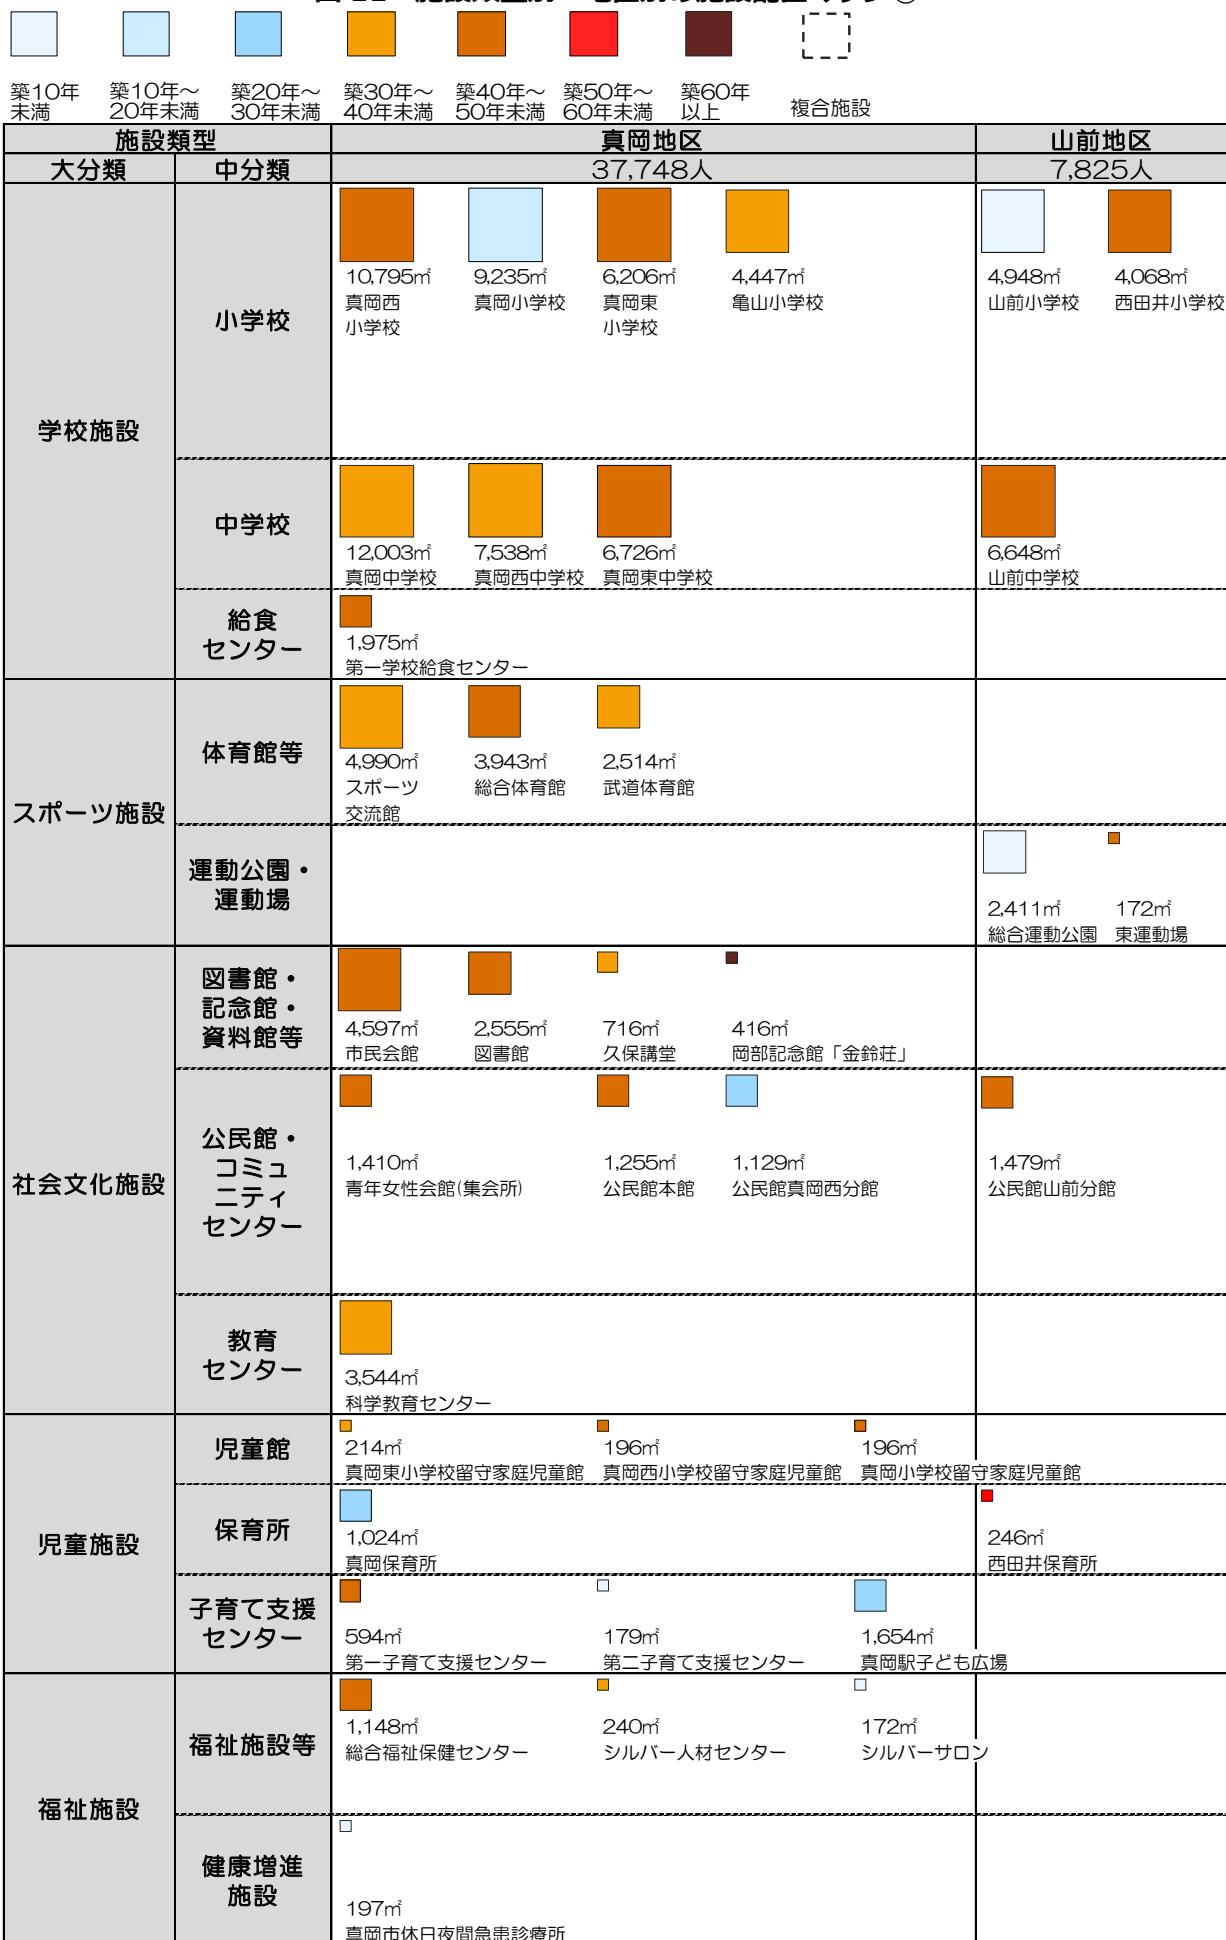 築10年
未満
築10年～
20年未満
築20年～
30年未満
築30年～
40年未満
築40年～
50年未満
築50年～
60年未満
築60年
以上
複合施設
施設類型 真岡地区 山前地区
大分類 中分類 37,748人 7,825人
学校施設
小学校
10,795㎡ 9,235㎡ 6,206㎡ 4,447㎡ 4,948㎡ 4,068㎡
真岡西 真岡小学校 真岡東 亀山小学校 山前小学校 西田井小学校
小学校 小学校
中学校
12,003㎡ 7,538㎡ 6,726㎡ 6,648㎡
真岡中学校 真岡西中学校 真岡東中学校 山前中学校
給食
センター
1,975㎡
第一学校給食センター
スポーツ施設
体育館等
4,990㎡ 3,943㎡ 2,514㎡
スポーツ 総合体育館 武道体育館
交流館
運動公園・
運動場
2,411㎡ 172㎡
総合運動公園 東運動場
社会文化施設
図書館・
記念館・
資料館等
4,597㎡ 2,555㎡ 716㎡ 416㎡
市民会館 図書館 久保講堂 岡部記念館「金鈴荘」
公民館・
コミュ
ニティ
センター
1,410㎡ 1,255㎡ 1,129㎡ 1,479㎡
青年女性会館(集会所) 公民館本館 公民館真岡西分館 公民館山前分館
教育
センター
3,544㎡
科学教育センター
児童施設
児童館
214㎡ 196㎡ 196㎡
真岡東小学校留守家庭児童館 真岡西小学校留守家庭児童館 真岡小学校留守家庭児童館
保育所
1,024㎡ 246㎡
真岡保育所 西田井保育所
子育て支援
センター
594㎡ 179㎡ 1,654㎡
第一子育て支援センター 第二子育て支援センター 真岡駅子ども広場
福祉施設
福祉施設等
1,148㎡ 240㎡ 172㎡
総合福祉保健センター シルバー人材センター シルバーサロン
健康増進
施設
197㎡
真岡市休日夜間急患診療所